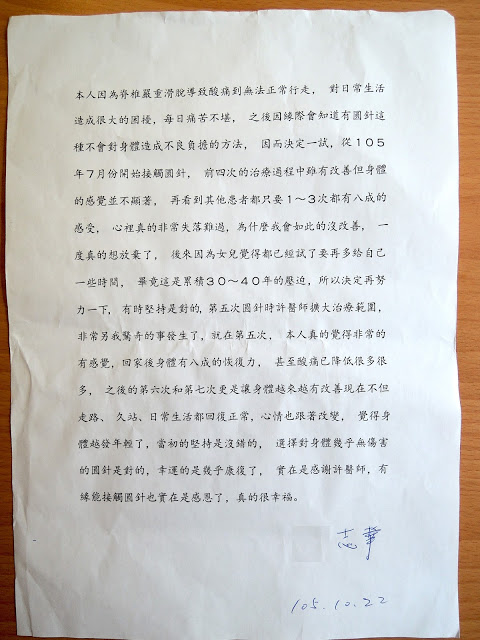 本人因為脊椎嚴重滑脫導致酸痛到無法正常行走， 對日常生活
造成很大的困擾，每日痛苦不堪， 之後因緣際會知道有圓針這
種不會對身體造成不良負擔的方法， 因而決定一試，從１０５
年７月份開始接觸圓針， 前四次的治療過程中雖有改善但身體
的感覺並不顯著， 再看到其他患者都只要１～３次都有八成的
感受， 心裡真的非常失落難過，為什麼我會如此的沒改善， 一
度真的想放棄了， 後來因為女兒覺得都已經試了要再多給自己
一些時間， 畢竟這是累積３０～４０年的壓迫，所以決定再努
力一下， 有時堅持是對的，第五次圓針時許醫師擴大治療範圍，
非常另我驚奇的事發生了，就在第五次， 本人真的覺得非常的
有感覺，回家後身體有八成的恢復力， 甚至酸痛已降低很多很
多， 之後的第六次和第七次更是讓身體越來越有改善現在不但
走路、 久站、日常生活都回復正常，心情也跟著改變， 覺得身
體越發年輕了，當初的堅持是沒錯的， 選擇對身體幾乎無傷害
的圓針是對的，幸運的是幾乎康復了， 實在是感謝許醫師，有
緣能接觸圓針也實在是感恩了，真的很幸福。
志華
105.10.22